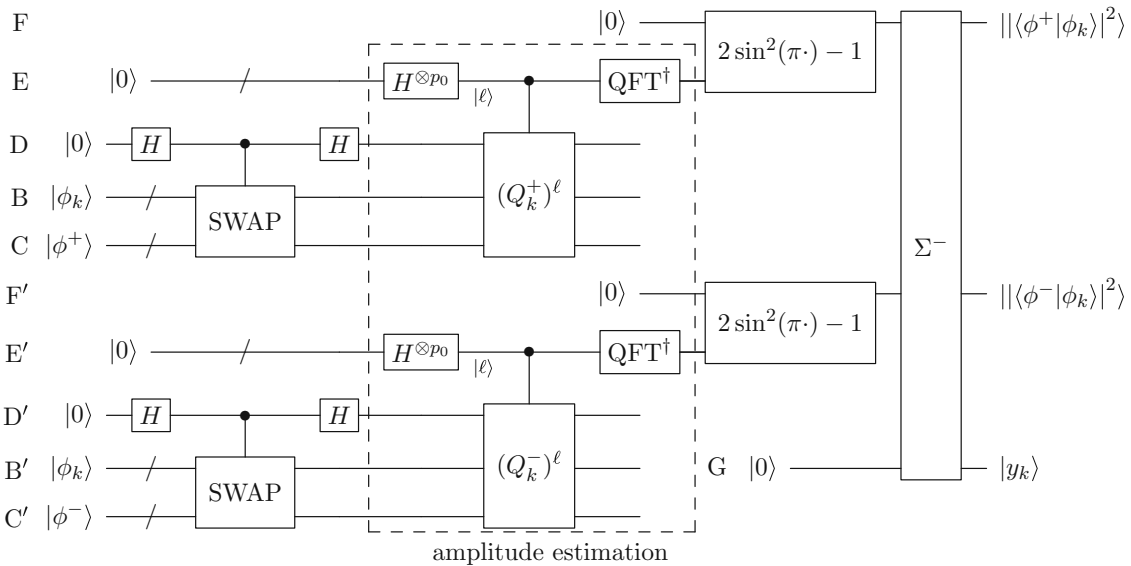 F |0⟩ 2 sin²(π·) − 1 ||⟨ϕ⁺|ϕₖ⟩|²⟩
E |0⟩ H^{⊗p₀} |ℓ⟩ QFT†
D |0⟩ H H
B |ϕₖ⟩ (Qₖ⁺)^ℓ
SWAP
C |ϕ⁺⟩
Σ⁻
F′ |0⟩ 2 sin²(π·) − 1 ||⟨ϕ⁻|ϕₖ⟩|²⟩
E′ |0⟩ H^{⊗p₀} |ℓ⟩ QFT†
D′ |0⟩ H H
B′ |ϕₖ⟩ (Qₖ⁻)^ℓ G |0⟩ |yₖ⟩
SWAP
C′ |ϕ⁻⟩
amplitude estimation